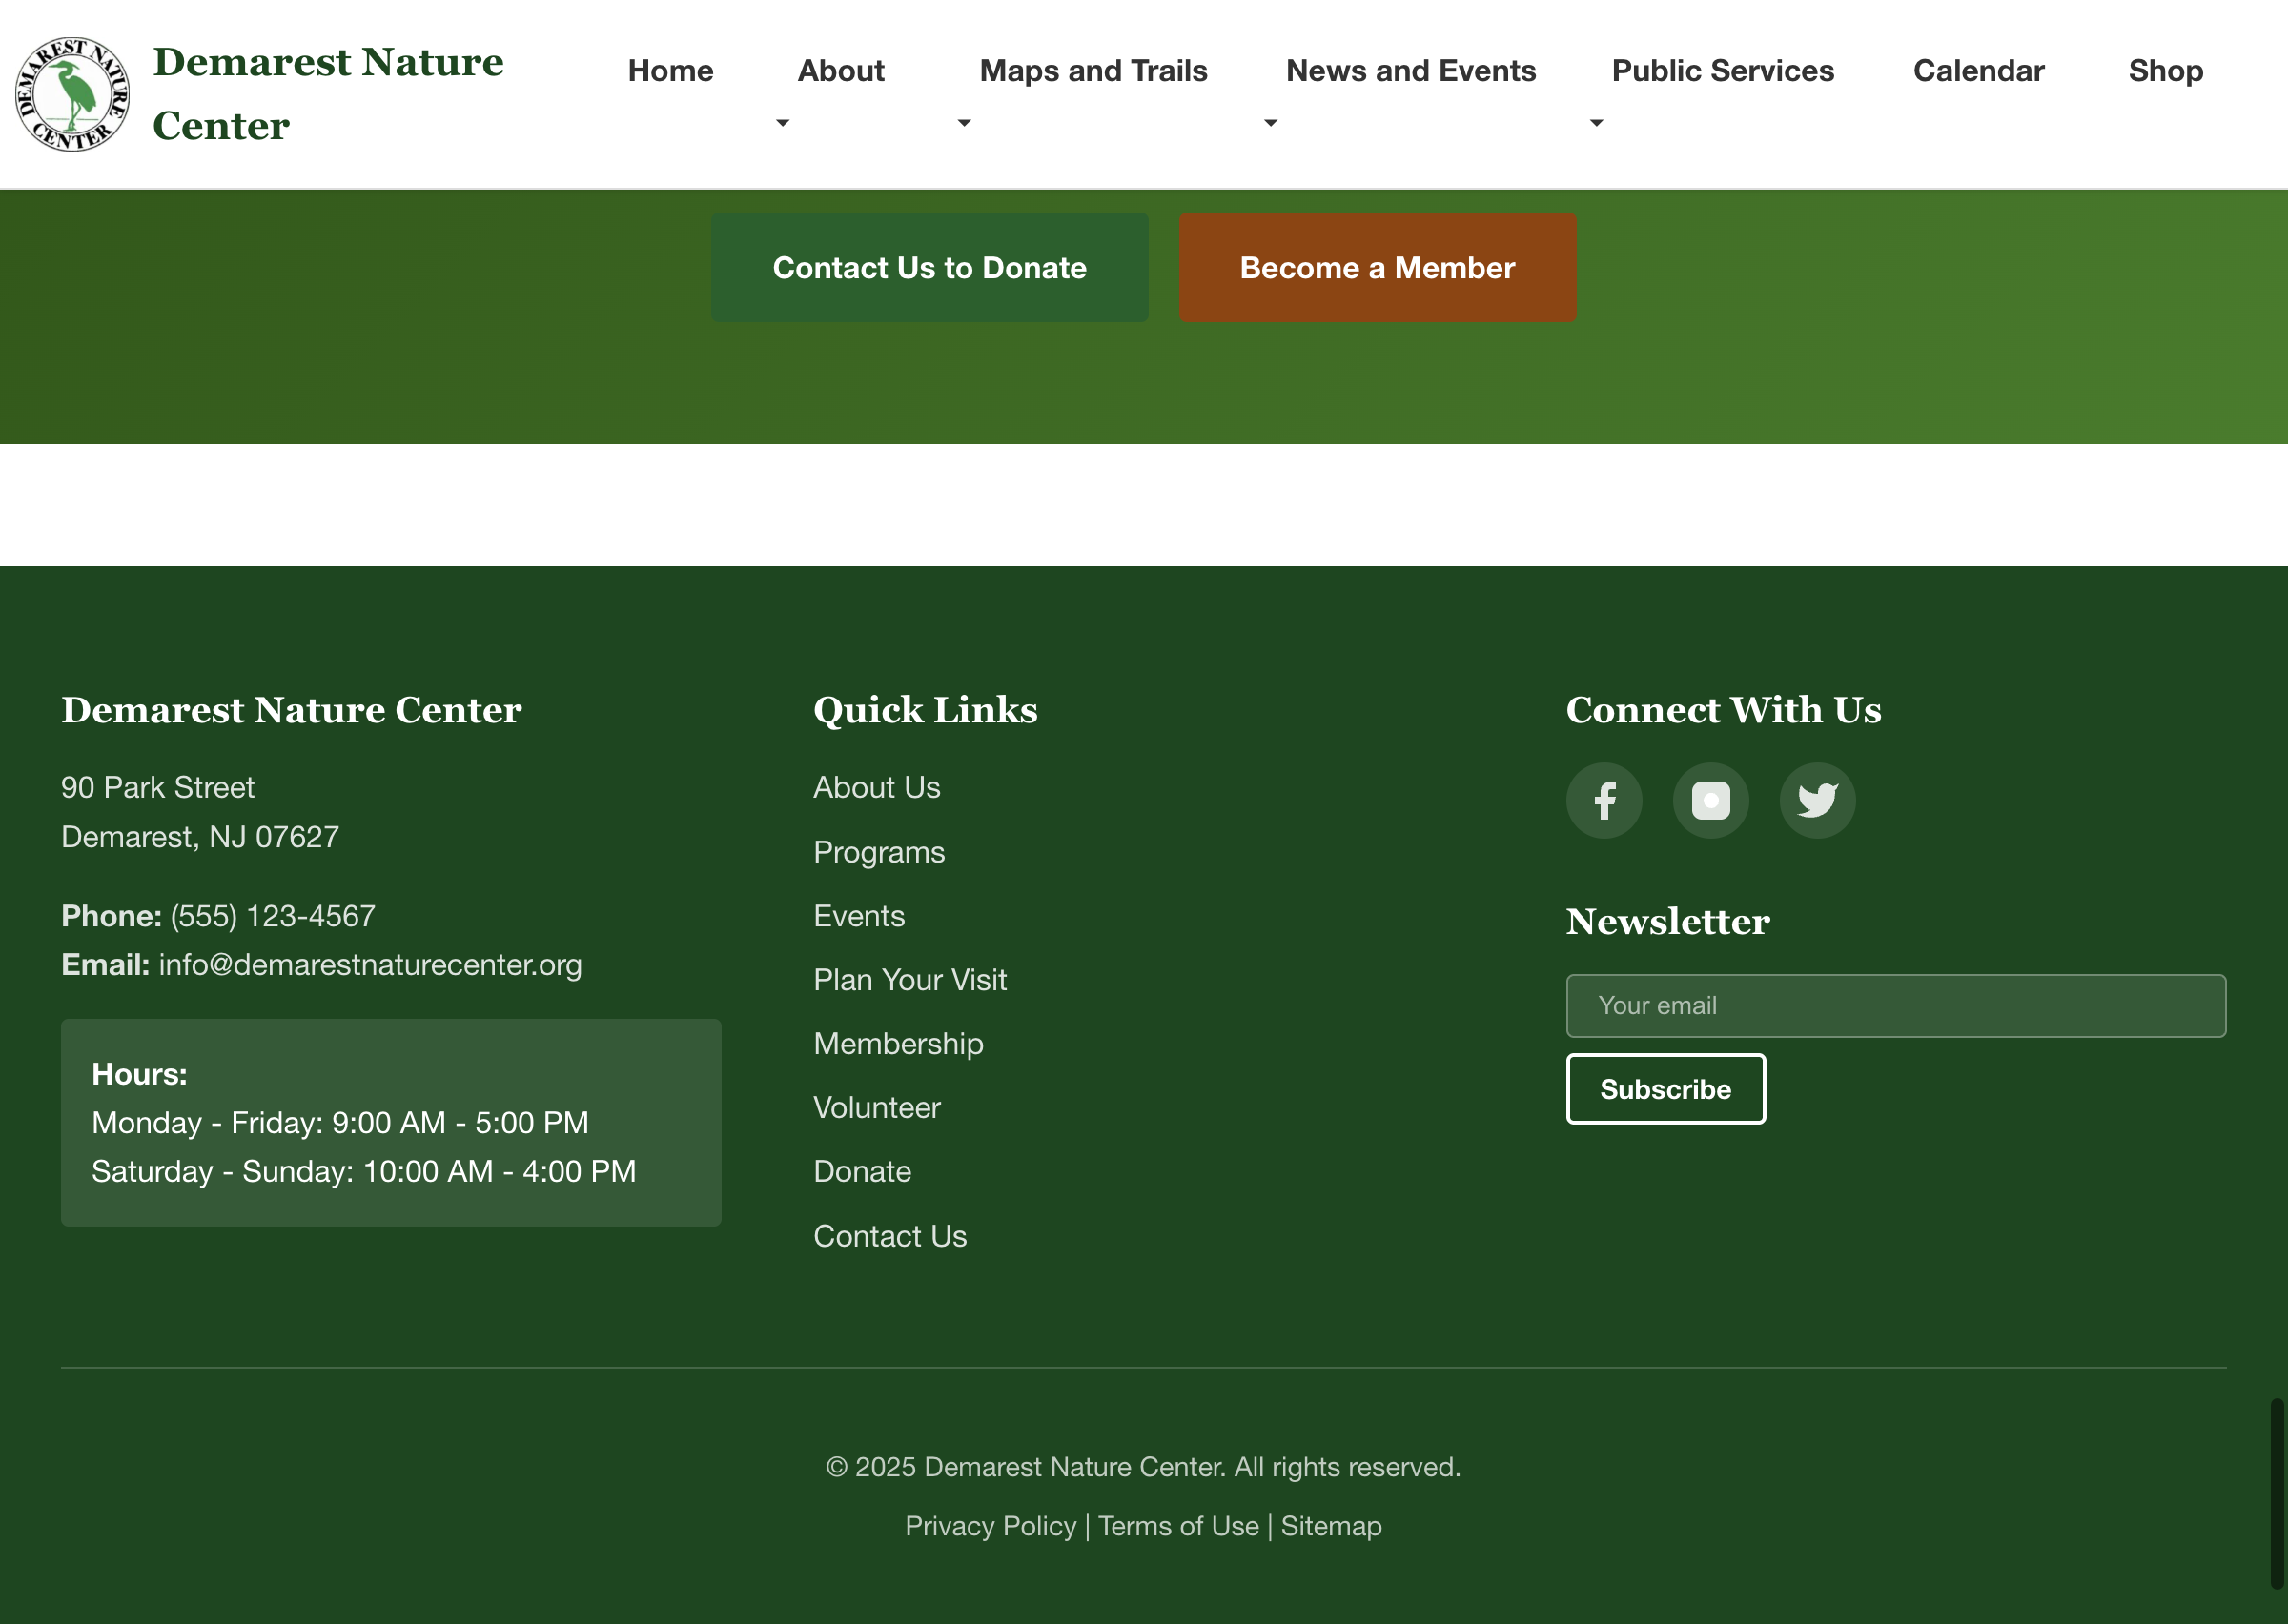 DEMAREST NATURE CENTER
Demarest Nature
Center
Home
About
Maps and Trails
News and Events
Public Services
Calendar
Shop
Contact Us to Donate
Become a Member
Demarest Nature Center
90 Park Street
Demarest, NJ 07627
Phone: (555) 123-4567
Email: info@demarestnaturecenter.org
Hours:
Monday - Friday: 9:00 AM - 5:00 PM
Saturday - Sunday: 10:00 AM - 4:00 PM
Quick Links
About Us
Programs
Events
Plan Your Visit
Membership
Volunteer
Donate
Contact Us
Connect With Us
Newsletter
Your email
Subscribe
© 2025 Demarest Nature Center. All rights reserved.
Privacy Policy | Terms of Use | Sitemap